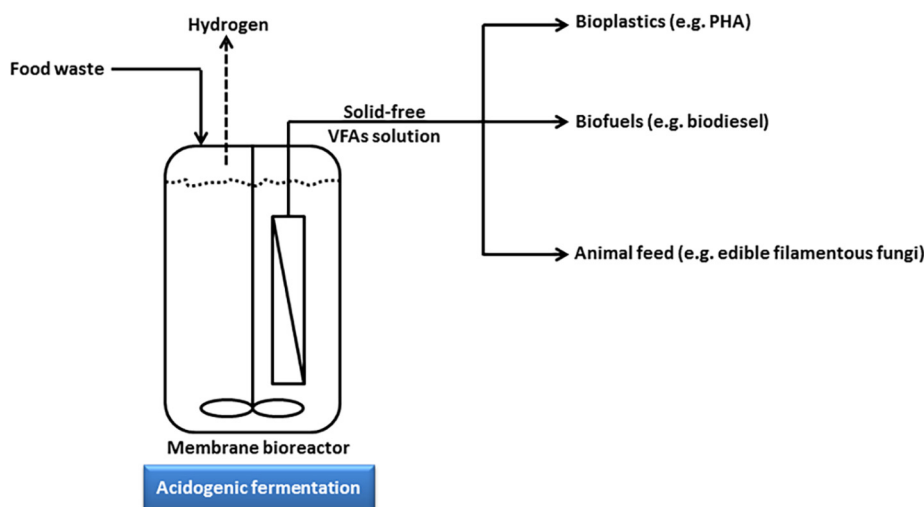 Hydrogen
Food waste
Bioplastics (e.g. PHA)
Solid-free
VFAs solution
Biofuels (e.g. biodiesel)
Animal feed (e.g. edible filamentous fungi)
Membrane bioreactor
Acidogenic fermentation